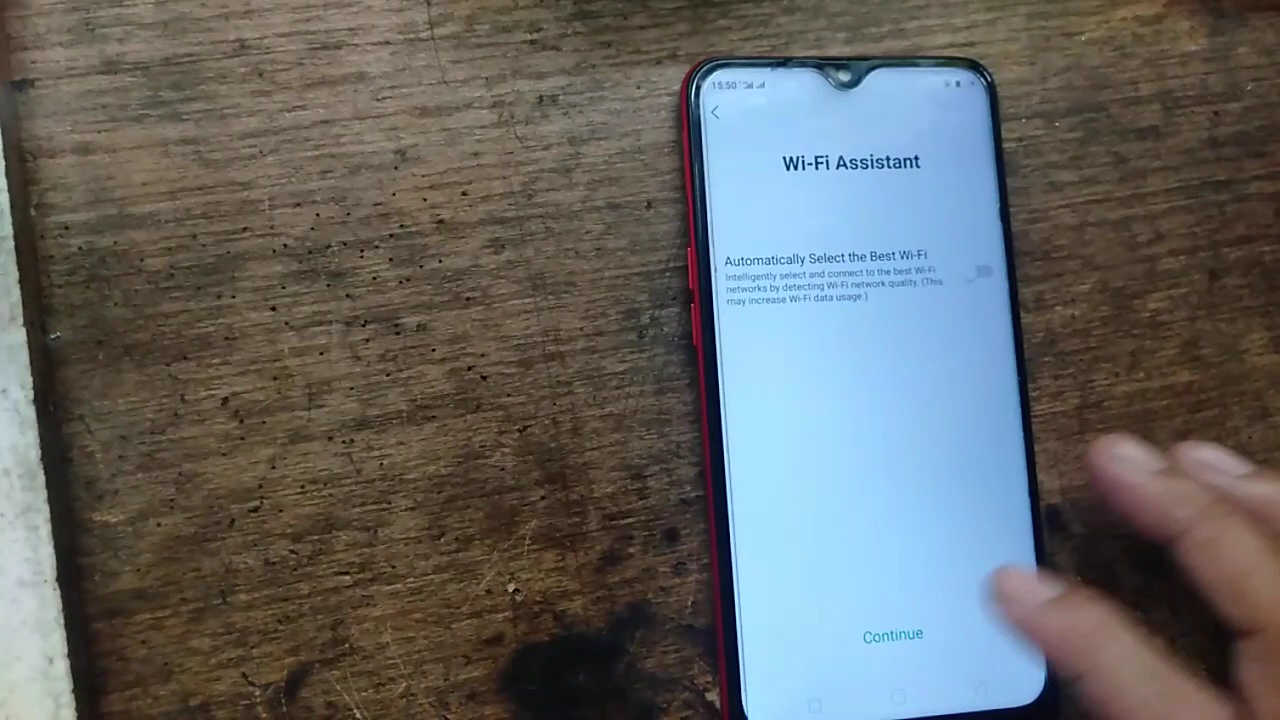 15:50
Wi-Fi Assistant
Automatically Select the Best Wi-Fi
Intelligently select and connect to the best Wi-Fi
networks by detecting Wi-Fi network quality. (This
may increase Wi-Fi data usage.)
Continue